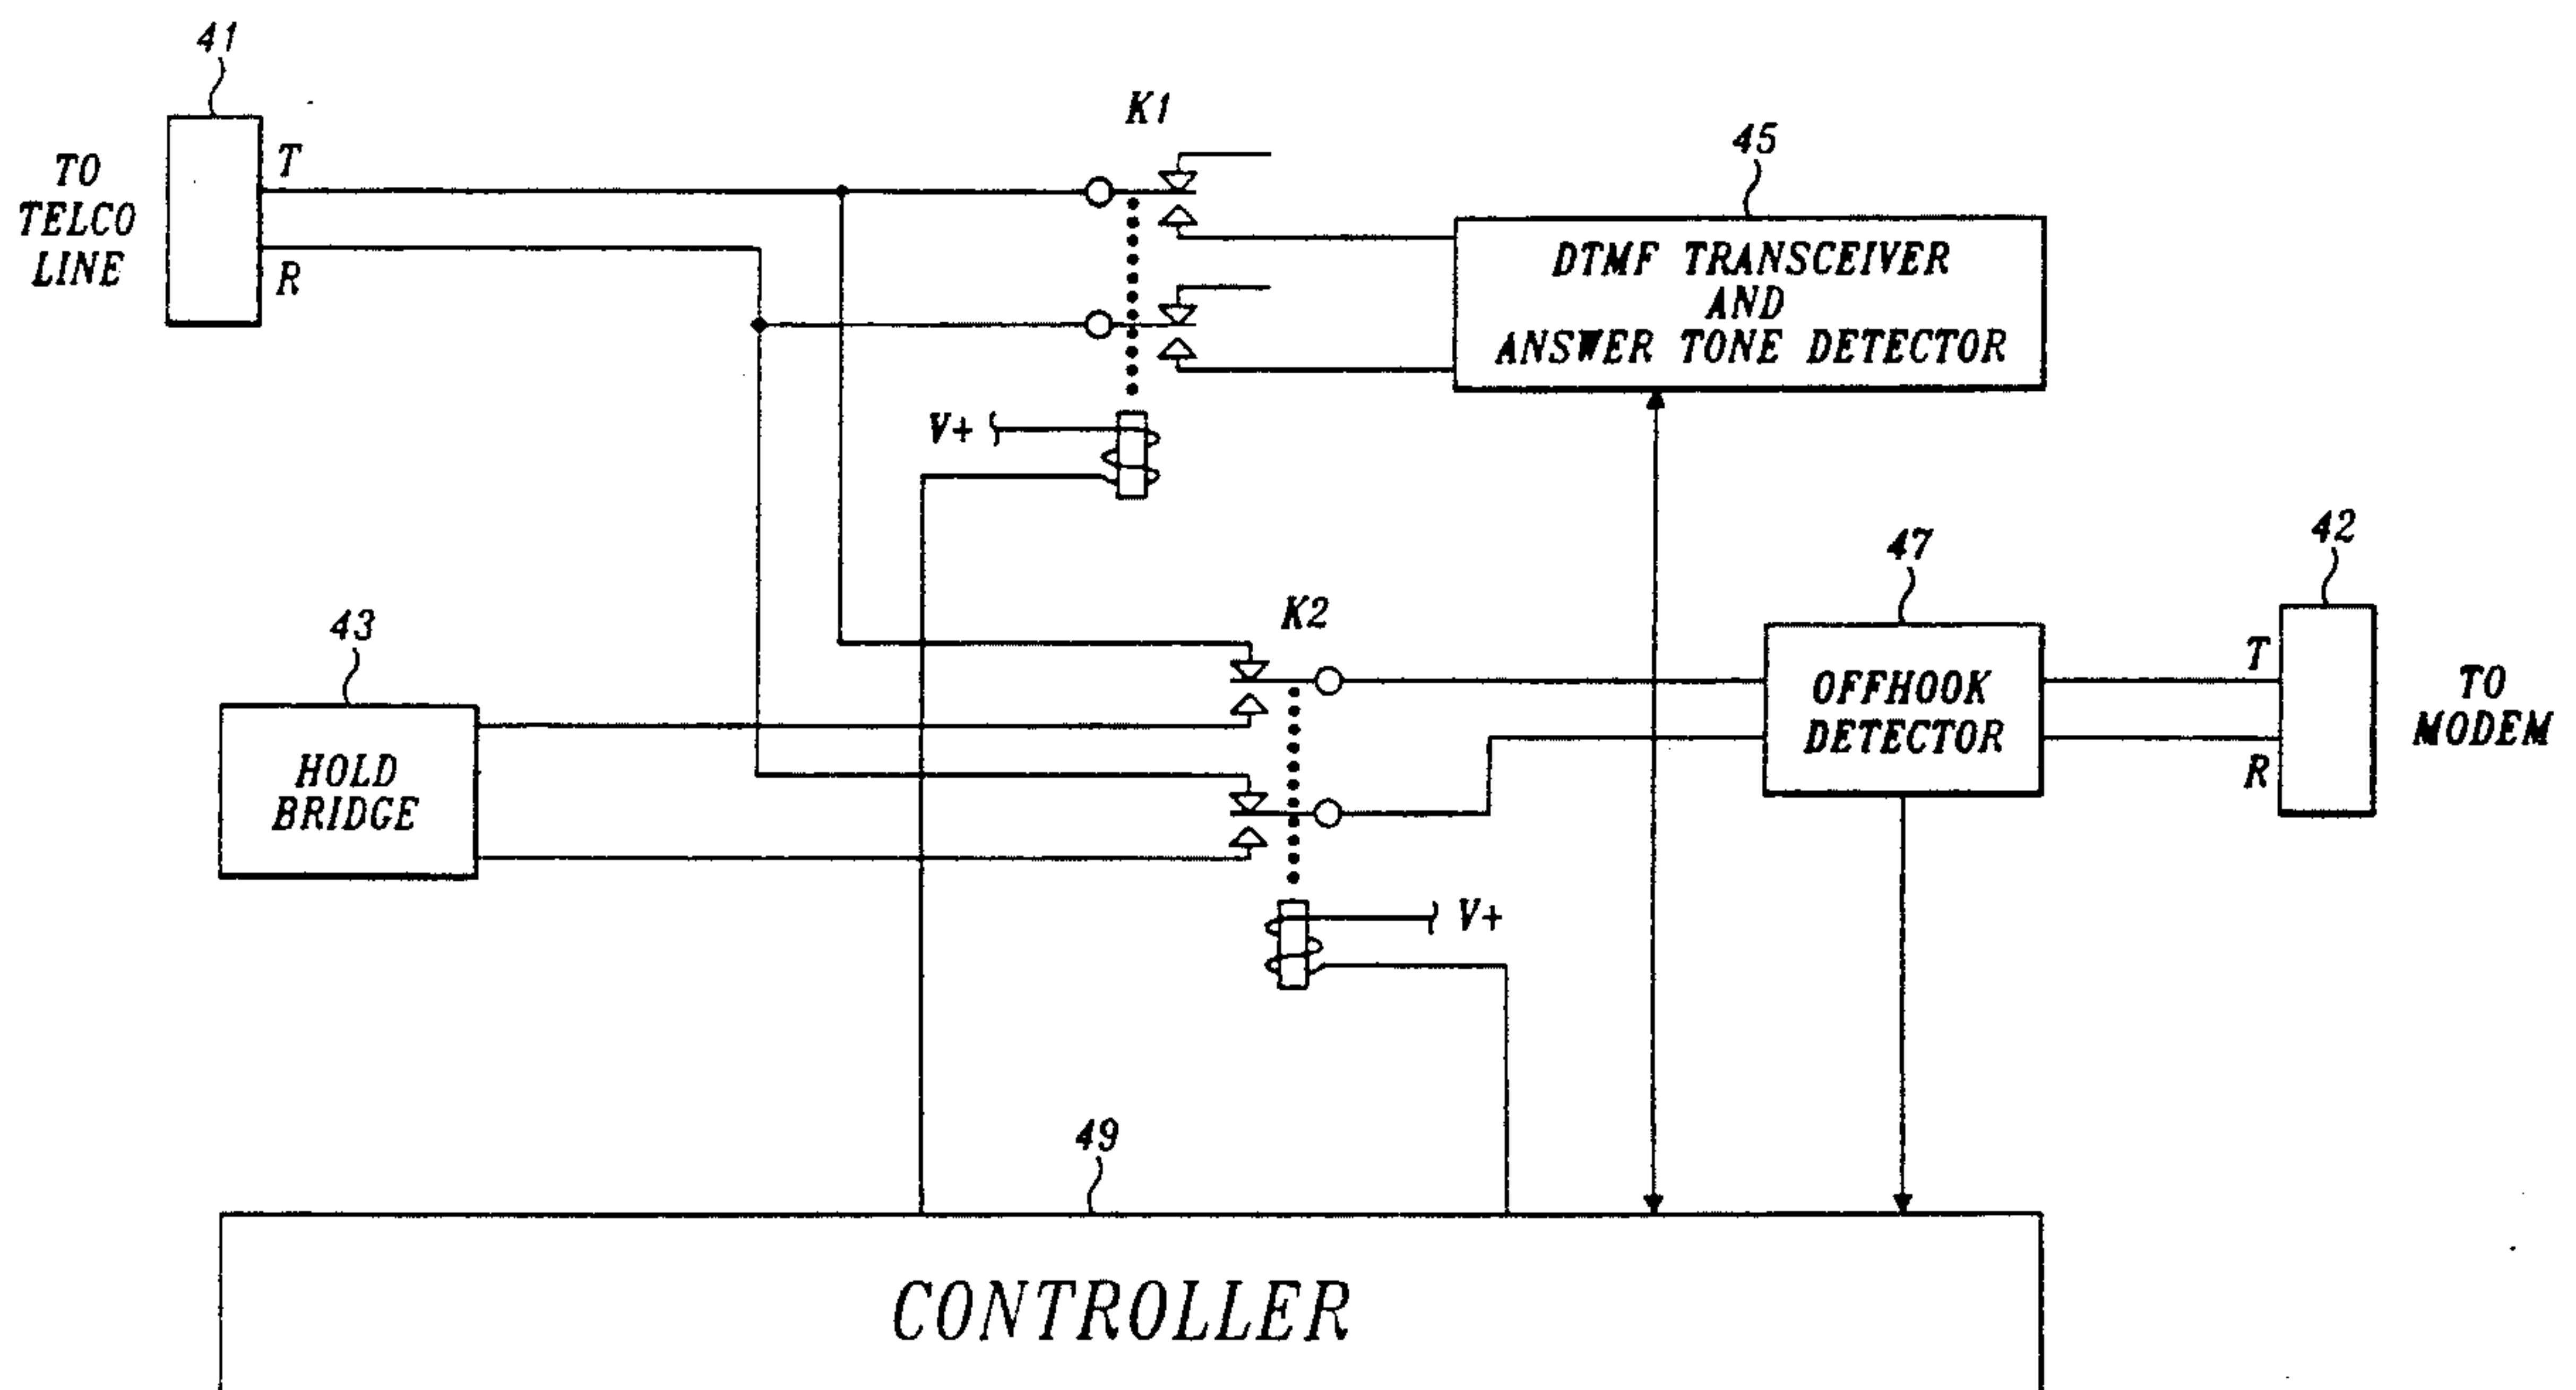 41
TO
TELCO
LINE
T
R
K1
45
DTMF TRANSCEIVER
AND
ANSWER TONE DETECTOR
V+
42
47
43
K2
HOLD
BRIDGE
OFFHOOK
DETECTOR
T
R
TO
MODEM
V+
49
CONTROLLER